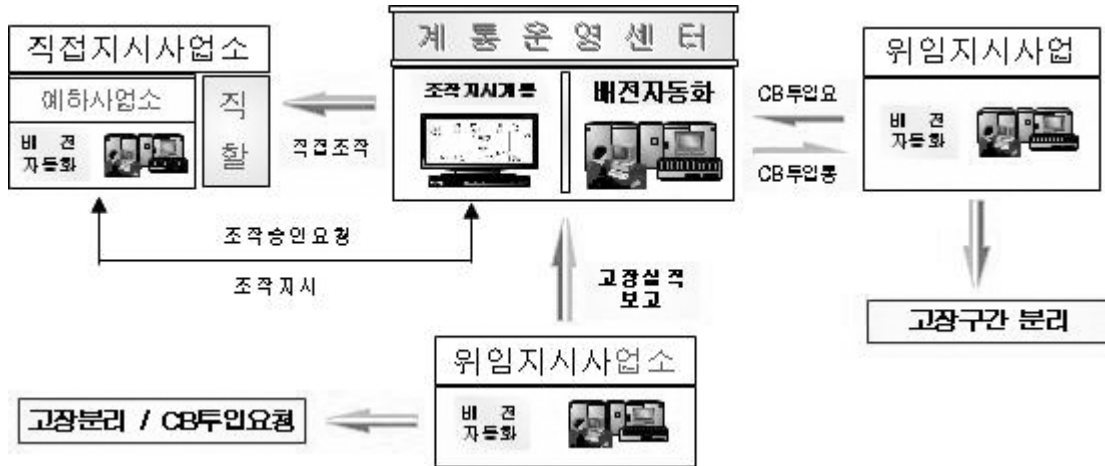 직접지시사업소
예하사업소
직
할
배 전
자동화
계통운영센터
조작지시계통
배전자동화
직접조작
CB투입요
CB투입통
위임지시사업
배 전
자동화
조작승인요청
조작지시
고장실적
보고
고장구간 분리
위임지시사업소
배 전
자동화
고장분리 / CB투입요청